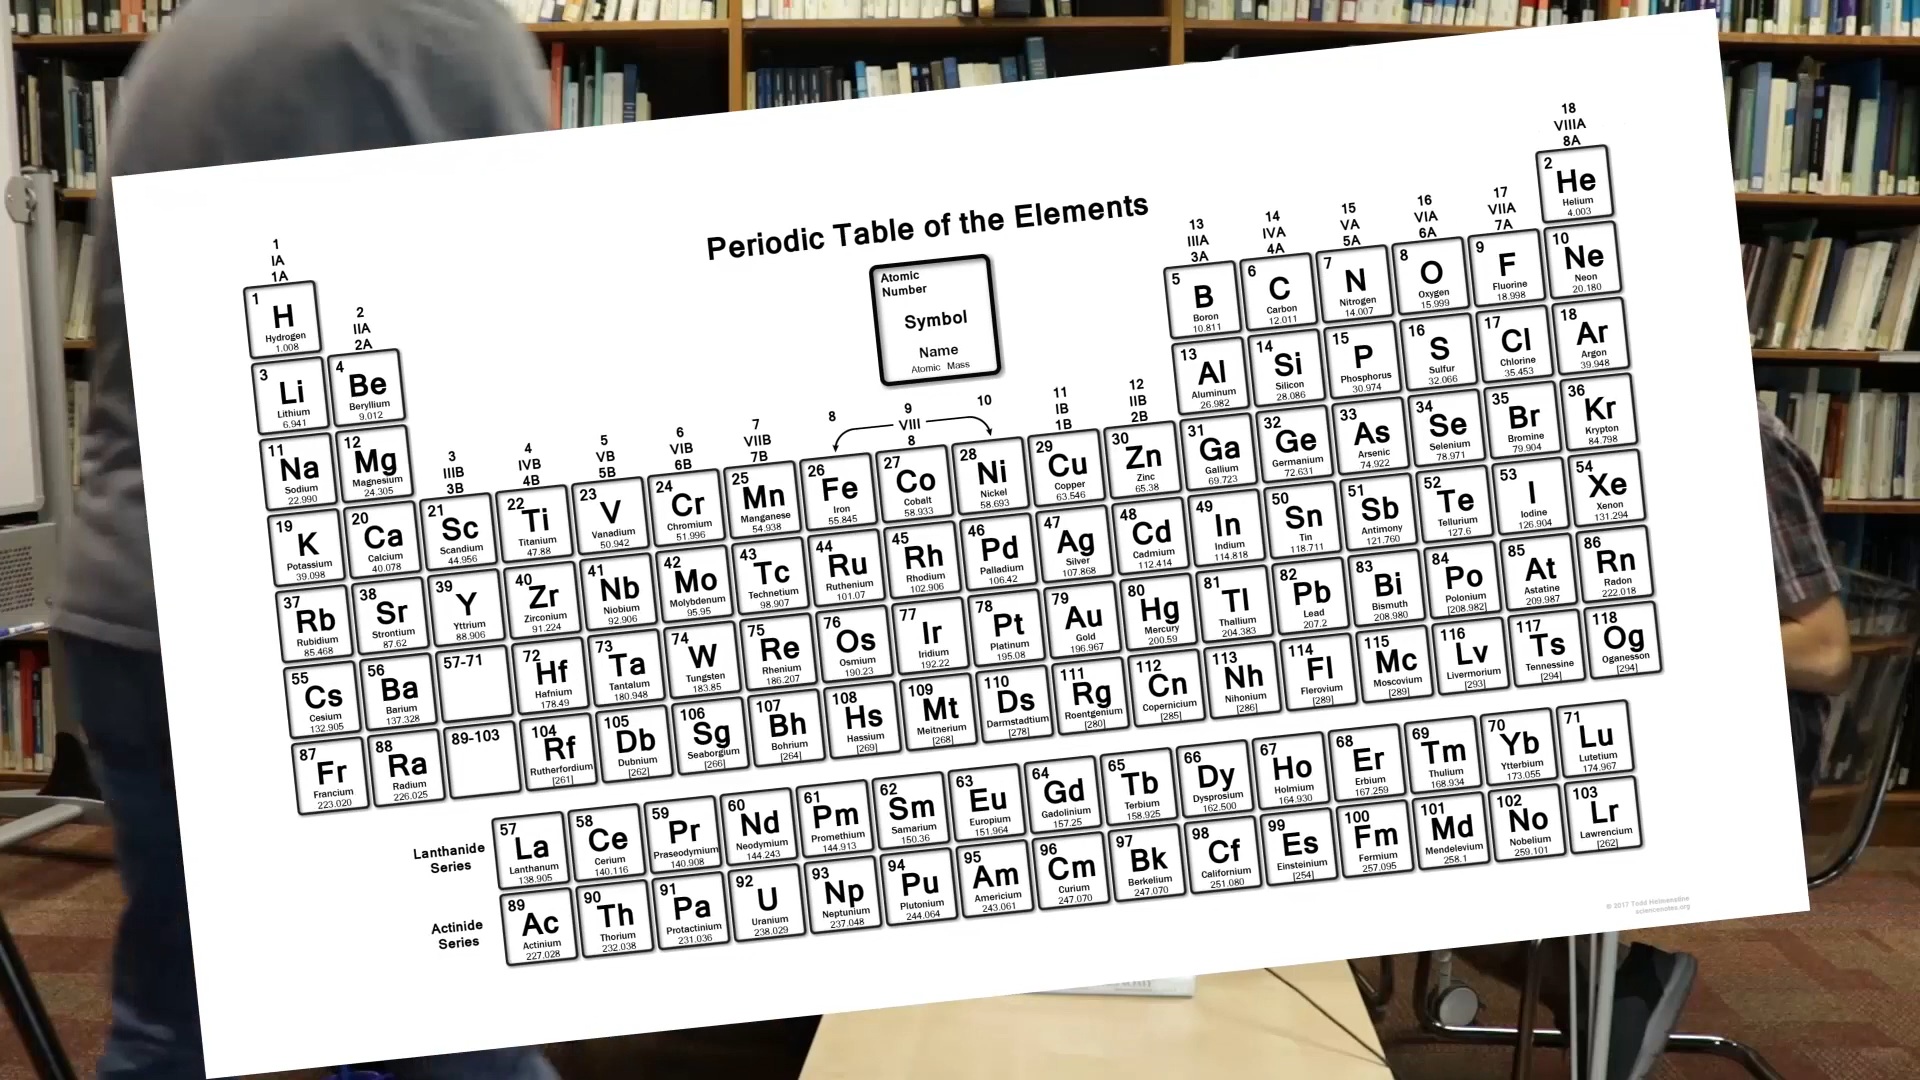 Periodic Table of the Elements
Atomic
Number
Symbol
Name
Atomic Mass
1
IA
1A
2
IIA
2A
3
IIIB
3B
4
IVB
4B
5
VB
5B
6
VIB
6B
7
VIIB
7B
8
9
10
VIII
8
11
IB
1B
12
IIB
2B
13
IIIA
3A
14
IVA
4A
15
VA
5A
16
VIA
6A
17
VIIA
7A
18
VIIIA
8A
1
H
Hydrogen
1.008
2
He
Helium
4.003
3
Li
Lithium
6.941
4
Be
Beryllium
9.012
5
B
Boron
10.811
6
C
Carbon
12.011
7
N
Nitrogen
14.007
8
O
Oxygen
15.999
9
F
Fluorine
18.998
10
Ne
Neon
20.180
11
Na
Sodium
22.990
12
Mg
Magnesium
24.305
13
Al
Aluminum
26.982
14
Si
Silicon
28.086
15
P
Phosphorus
30.974
16
S
Sulfur
32.066
17
Cl
Chlorine
35.453
18
Ar
Argon
39.948
19
K
Potassium
39.098
20
Ca
Calcium
40.078
21
Sc
Scandium
44.956
22
Ti
Titanium
47.88
23
V
Vanadium
50.942
24
Cr
Chromium
51.996
25
Mn
Manganese
54.938
26
Fe
Iron
55.845
27
Co
Cobalt
58.933
28
Ni
Nickel
58.693
29
Cu
Copper
63.546
30
Zn
Zinc
65.38
31
Ga
Gallium
69.723
32
Ge
Germanium
72.631
33
As
Arsenic
74.922
34
Se
Selenium
78.971
35
Br
Bromine
79.904
36
Kr
Krypton
84.798
37
Rb
Rubidium
85.468
38
Sr
Strontium
87.62
39
Y
Yttrium
88.906
40
Zr
Zirconium
91.224
41
Nb
Niobium
92.906
42
Mo
Molybdenum
95.95
43
Tc
Technetium
98.907
44
Ru
Ruthenium
101.07
45
Rh
Rhodium
102.906
46
Pd
Palladium
106.42
47
Ag
Silver
107.868
48
Cd
Cadmium
112.414
49
In
Indium
114.818
50
Sn
Tin
118.711
51
Sb
Antimony
121.760
52
Te
Tellurium
127.6
53
I
Iodine
126.904
54
Xe
Xenon
131.294
55
Cs
Cesium
132.905
56
Ba
Barium
137.328
57-71
72
Hf
Hafnium
178.49
73
Ta
Tantalum
180.948
74
W
Tungsten
183.85
75
Re
Rhenium
186.207
76
Os
Osmium
190.23
77
Ir
Iridium
192.22
78
Pt
Platinum
195.08
79
Au
Gold
196.967
80
Hg
Mercury
200.59
81
Tl
Thallium
204.383
82
Pb
Lead
207.2
83
Bi
Bismuth
208.980
84
Po
Polonium
[208.982]
85
At
Astatine
209.987
86
Rn
Radon
222.018
87
Fr
Francium
223.020
88
Ra
Radium
226.025
89-103
104
Rf
Rutherfordium
[261]
105
Db
Dubnium
[262]
106
Sg
Seaborgium
[266]
107
Bh
Bohrium
[264]
108
Hs
Hassium
[269]
109
Mt
Meitnerium
[268]
110
Ds
Darmstadtium
[278]
111
Rg
Roentgenium
[280]
112
Cn
Copernicium
[285]
113
Nh
Nihonium
[286]
114
Fl
Flerovium
[289]
115
Mc
Moscovium
[289]
116
Lv
Livermorium
[293]
117
Ts
Tennessine
[294]
118
Og
Oganesson
[294]
Lanthanide
Series
57
La
Lanthanum
138.905
58
Ce
Cerium
140.116
59
Pr
Praseodymium
140.908
60
Nd
Neodymium
144.243
61
Pm
Promethium
144.913
62
Sm
Samarium
150.36
63
Eu
Europium
151.964
64
Gd
Gadolinium
157.25
65
Tb
Terbium
158.925
66
Dy
Dysprosium
162.500
67
Ho
Holmium
164.930
68
Er
Erbium
167.259
69
Tm
Thulium
168.934
70
Yb
Ytterbium
173.055
71
Lu
Lutetium
174.967
Actinide
Series
89
Ac
Actinium
227.028
90
Th
Thorium
232.038
91
Pa
Protactinium
231.036
92
U
Uranium
238.029
93
Np
Neptunium
237.048
94
Pu
Plutonium
244.064
95
Am
Americium
243.061
96
Cm
Curium
247.070
97
Bk
Berkelium
247.070
98
Cf
Californium
251.080
99
Es
Einsteinium
[254]
100
Fm
Fermium
257.095
101
Md
Mendelevium
258.1
102
No
Nobelium
259.101
103
Lr
Lawrencium
[262]
© 2017 Todd Helmenstine
sciencenotes.org